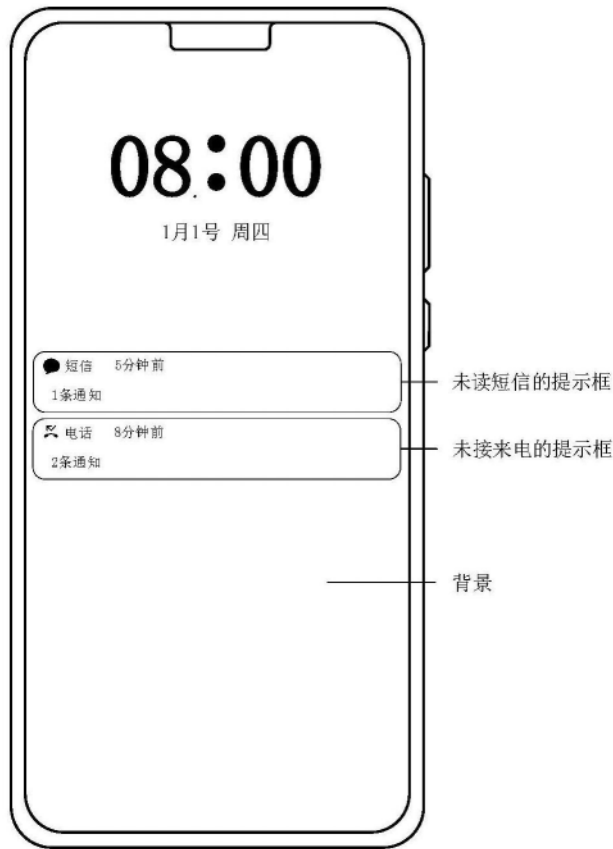 08:00
1月1号 周四
短信 5分钟前
1条通知
未读短信的提示框
电话 8分钟前
2条通知
未接来电的提示框
背景